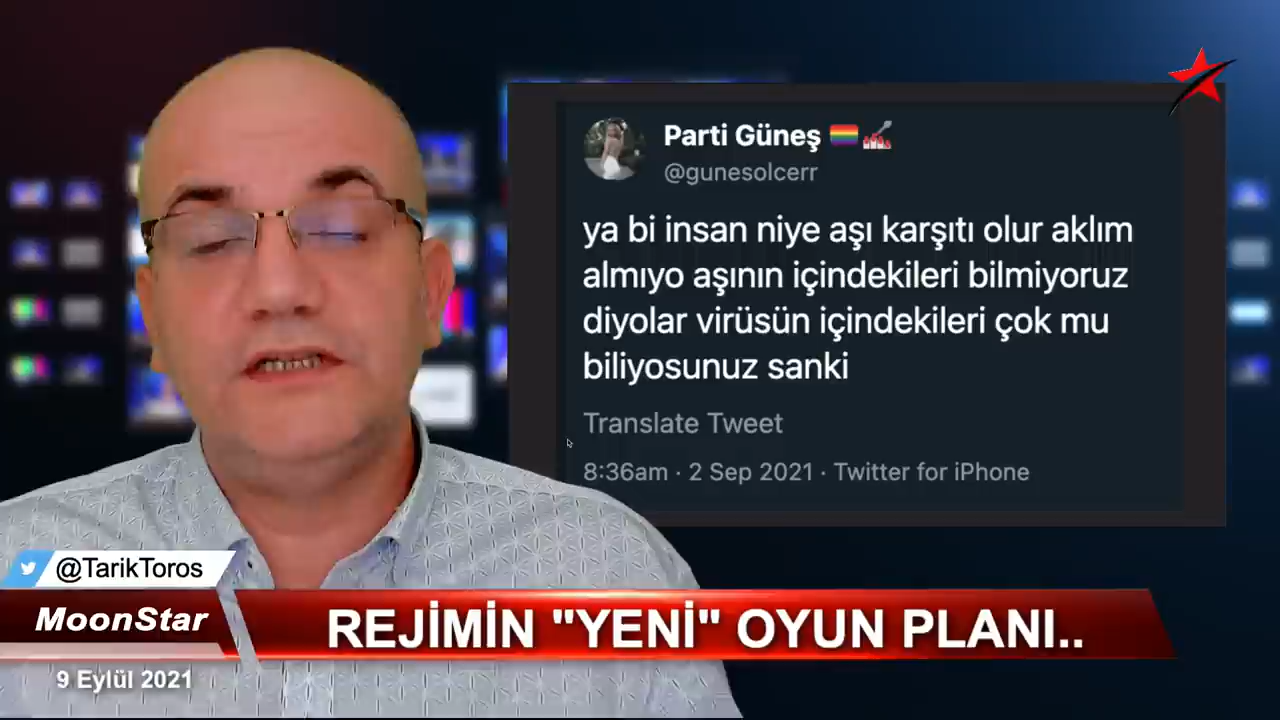 Parti Güneş
@gunesolcerr
ya bi insan niye aşı karşıtı olur aklım
almıyo aşının içindekileri bilmiyoruz
diyolar virüsün içindekileri çok mu
biliyosunuz sanki
Translate Tweet
8:36am · 2 Sep 2021 · Twitter for iPhone
@TarikToros
MoonStar
REJİMİN "YENİ" OYUN PLANI..
9 Eylül 2021